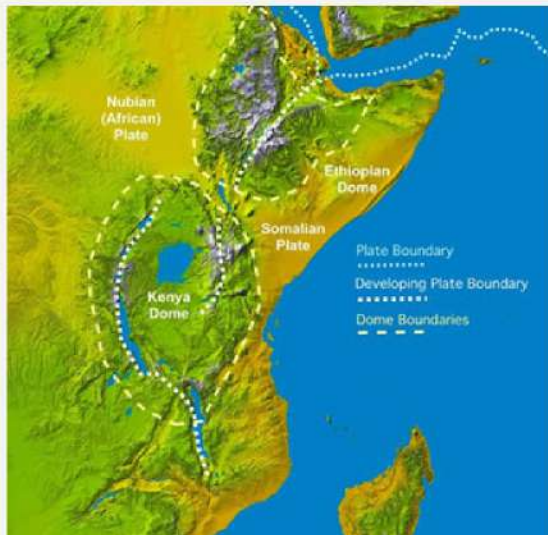 Nubian
(African)
Plate
Ethiopian
Dome
Somalian
Plate
Kenya
Dome
Plate Boundary
Developing Plate Boundary
Dome Boundaries